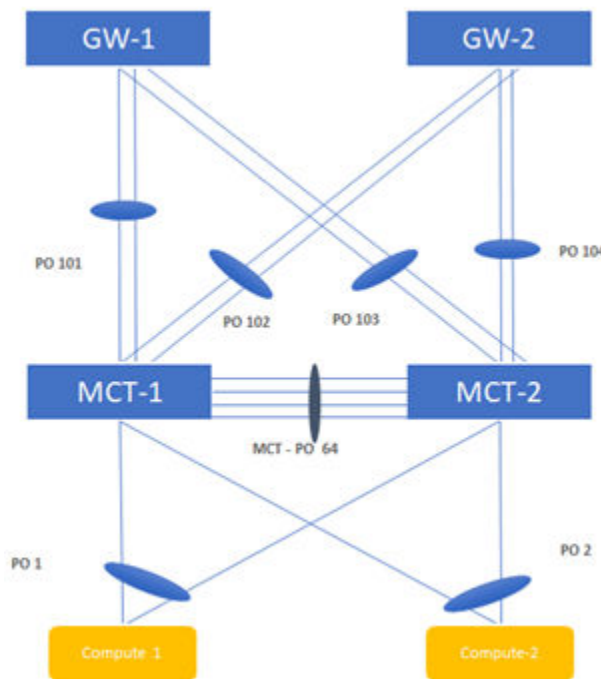 GW-1
GW-2
PO 101
PO 104
PO 102
PO 103
MCT-1
MCT-2
MCT - PO 64
PO 1
PO 2
Compute 1
Compute-2